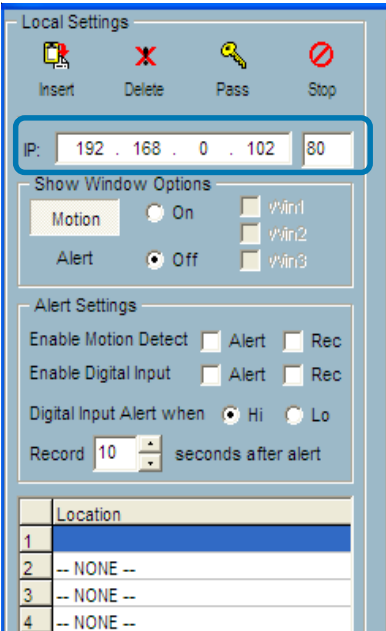 Local Settings
Insert Delete Pass Stop
IP: 192 . 168 . 0 . 102 80
Show Window Options
Motion On Win1
Win2
Alert Off Win3
Alert Settings
Enable Motion Detect Alert Rec
Enable Digital Input Alert Rec
Digital Input Alert when Hi Lo
Record 10 seconds after alert
Location
1
2 -- NONE --
3 -- NONE --
4 -- NONE --